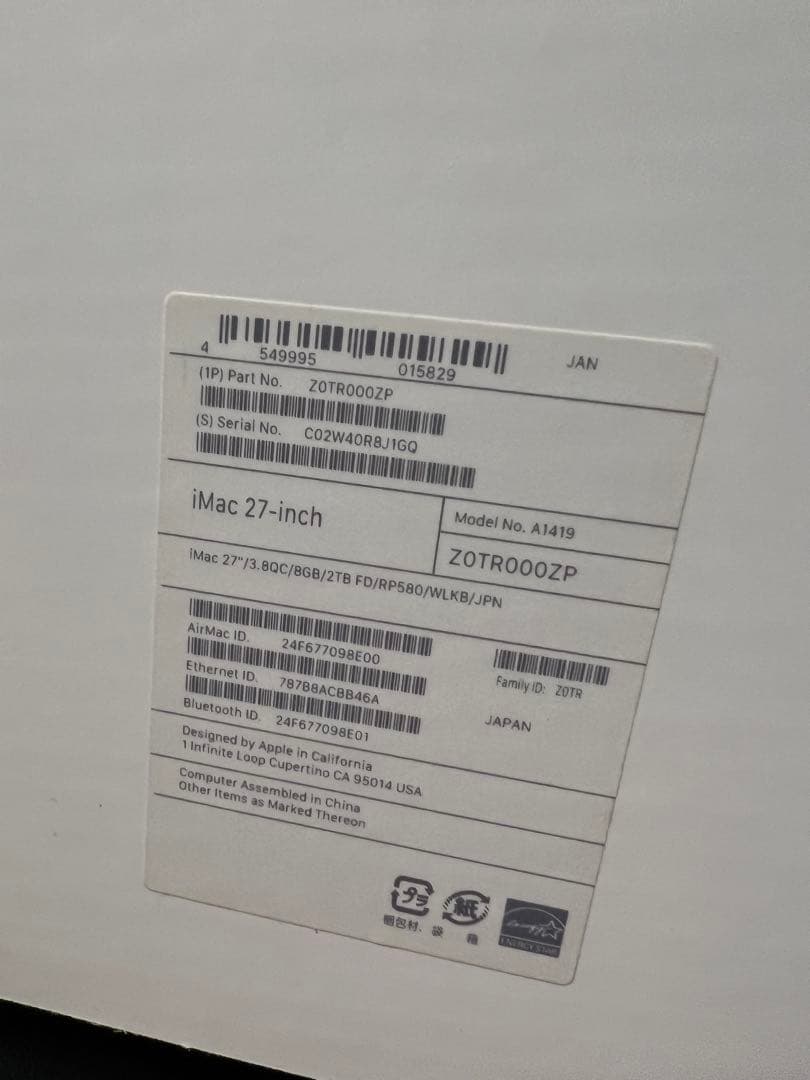 4 549995 015829 JAN
(1P) Part No. Z0TR000ZP
(S) Serial No. C02W40R8J1GQ
iMac 27-inch
Model No. A1419
Z0TR000ZP
iMac 27"/3.8QC/8GB/2TB FD/RP580/WLKB/JPN
AirMac ID. 24F677098E00
Ethernet ID. 787B8ACBB46A
Bluetooth ID. 24F677098E01
Family ID: Z0TR
JAPAN
Designed by Apple in California
1 Infinite Loop Cupertino CA 95014 USA
Computer Assembled in China
Other Items as Marked Thereon
プラ 紙
梱包材、袋 箱
energy
ENERGY STAR